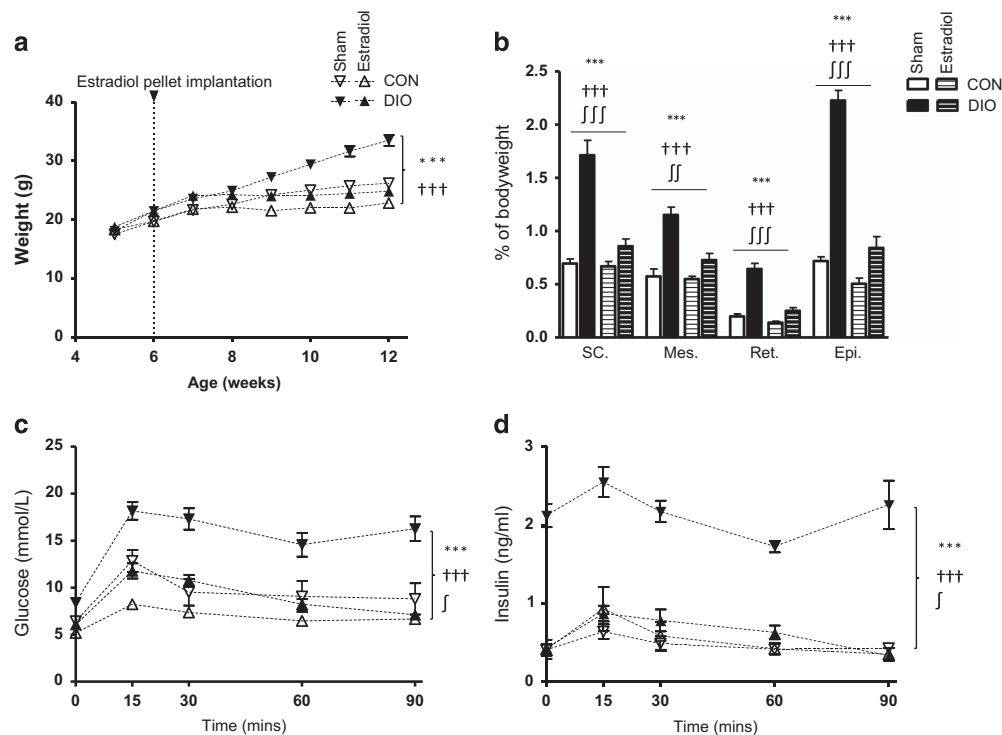 a
Estradiol pellet implantation
Sham
Estradiol
CON
DIO
40
30
20
10
0
Weight (g)
***
†††
4
6
8
10
12
Age (weeks)
b
Sham
Estradiol
CON
DIO
2.5
2.0
1.5
1.0
0.5
0.0
% of bodyweight
***
†††
∫∫∫
***
†††
∫∫
***
†††
∫∫∫
***
†††
∫∫∫
SC.
Mes.
Ret.
Epi.
c
25
20
15
10
5
0
Glucose (mmol/L)
***
†††
∫
0
15
30
60
90
Time (mins)
d
3
2
1
0
Insulin (ng/ml)
***
†††
∫
0
15
30
60
90
Time (mins)